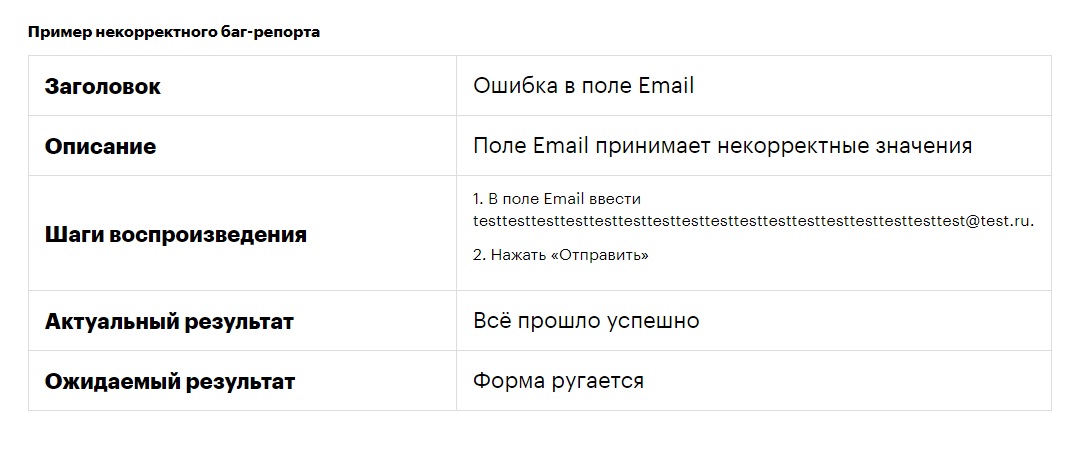 Пример некорректного баг-репорта
Заголовок
Ошибка в поле Email
Описание
Поле Email принимает некорректные значения
Шаги воспроизведения
1. В поле Email ввести
testtesttesttesttesttesttesttesttesttesttesttesttesttesttesttesttesttest@test.ru.
2. Нажать «Отправить»
Актуальный результат
Всё прошло успешно
Ожидаемый результат
Форма ругается